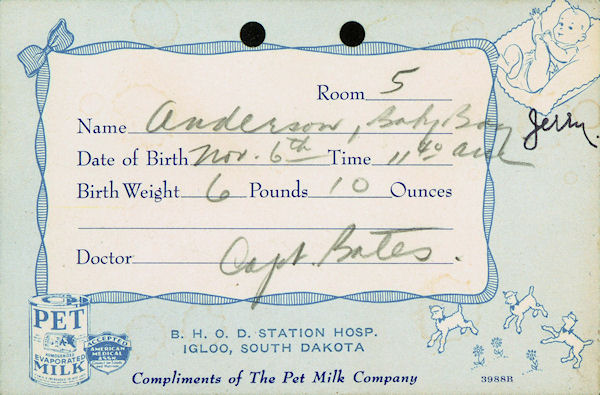 Room 5
Name Anderson, Baby Boy Jerry.
Date of Birth Nov. 6th Time 11 40 am
Birth Weight 6 Pounds 10 Ounces
Doctor Capt. Bates.
PET
HOMOGENIZED
EVAPORATED
MILK
ACCEPTED
AMERICAN
MEDICAL
ASSN.
B. H. O. D. STATION HOSP.
IGLOO, SOUTH DAKOTA
Compliments of The Pet Milk Company
3988B